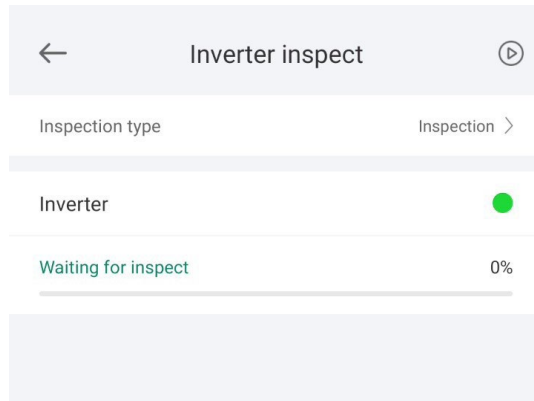 Inverter inspect
Inspection type Inspection
Inverter
Waiting for inspect 0%